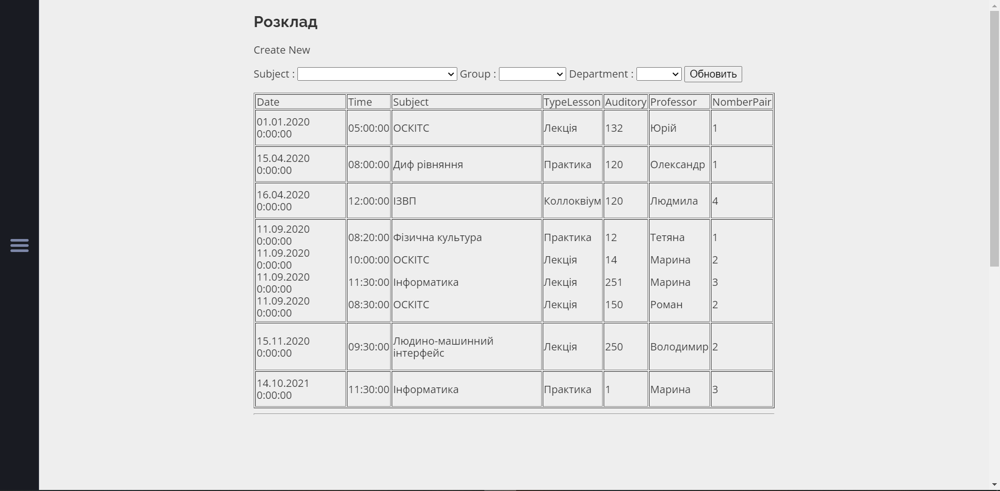 Розклад
Create New
Subject : Group : Department : Обновить
Date Time Subject TypeLesson Auditory Professor NomberPair
01.01.2020 0:00:00 05:00:00 ОСКІТС Лекція 132 Юрій 1
15.04.2020 0:00:00 08:00:00 Диф рівняння Практика 120 Олександр 1
16.04.2020 0:00:00 12:00:00 ІЗВП Коллоквіум 120 Людмила 4
11.09.2020 0:00:00 08:20:00 Фізична культура Практика 12 Тетяна 1
11.09.2020 0:00:00 10:00:00 ОСКІТС Лекція 14 Марина 2
11.09.2020 0:00:00 11:30:00 Інформатика Лекція 251 Марина 3
11.09.2020 0:00:00 08:30:00 ОСКІТС Лекція 150 Роман 2
15.11.2020 0:00:00 09:30:00 Людино-машинний інтерфейс Лекція 250 Володимир 2
14.10.2021 0:00:00 11:30:00 Інформатика Практика 1 Марина 3